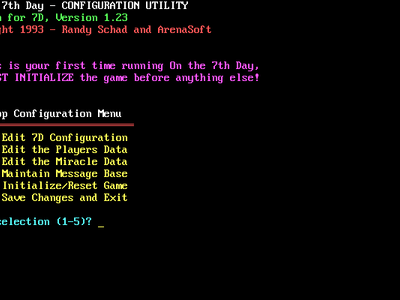 7th Day - CONFIGURATION UTILITY
for 7D, Version 1.23
1993 - Randy Schad and ArenaSoft
is your first time running On the 7th Day,
INITIALIZE the game before anything else!
Configuration Menu
Edit 7D Configuration
Edit the Players Data
Edit the Miracle Data
Maintain Message Base
Initialize/Reset Game
Save Changes and Exit
selection (1-5)? _